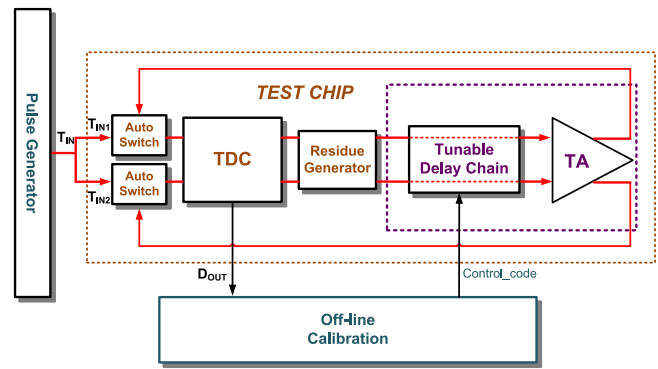 Pulse Generator
TEST CHIP
T_IN
T_IN1
Auto
Switch
T_IN2
Auto
Switch
TDC
Residue
Generator
Tunable
Delay Chain
TA
D_OUT
Control_code
Off-line
Calibration